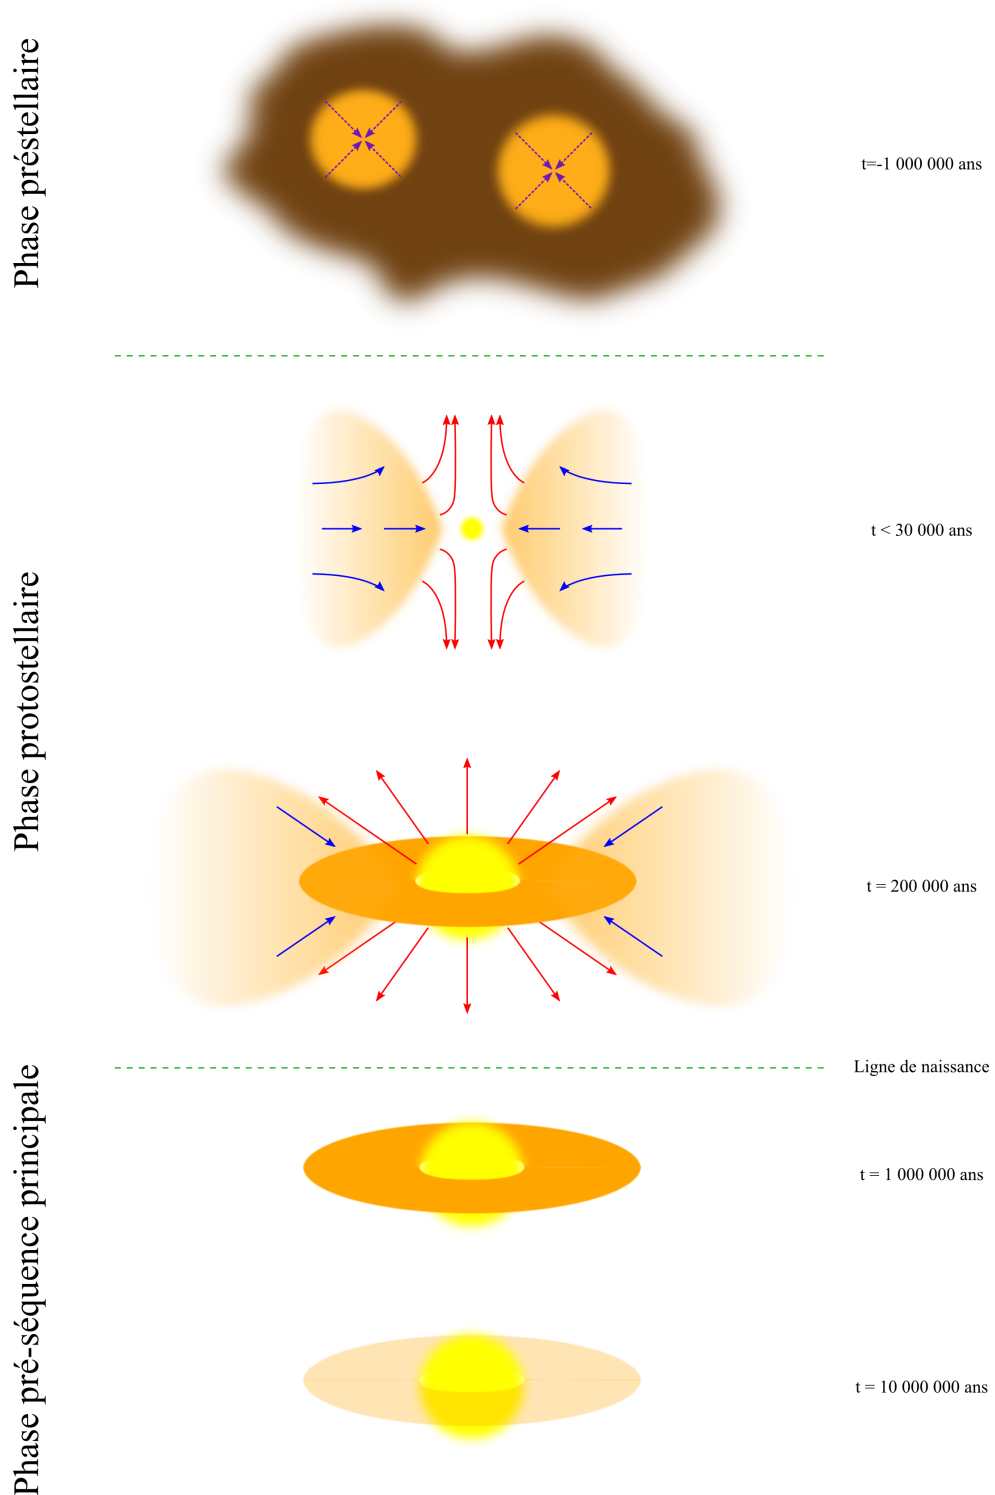 Phase préstellaire
t=-1 000 000 ans
Phase protostellaire
t < 30 000 ans
t = 200 000 ans
Ligne de naissance
Phase pré-séquence principale
t = 1 000 000 ans
t = 10 000 000 ans